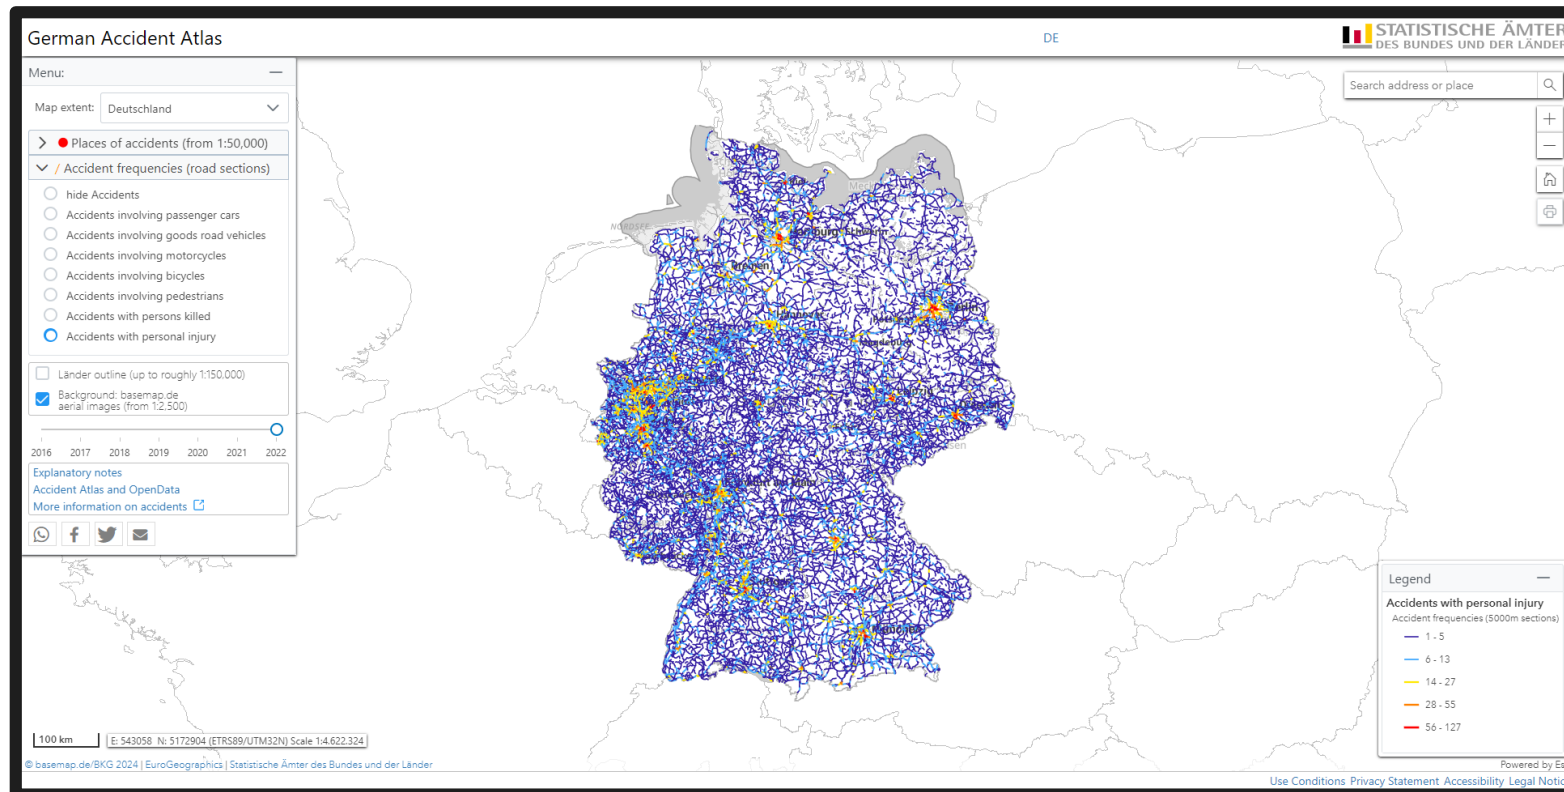 German Accident Atlas
DE
STATISTISCHE ÄMTER
DES BUNDES UND DER LÄNDER
Menu:
Map extent: Deutschland
Places of accidents (from 1:50,000)
Accident frequencies (road sections)
hide Accidents
Accidents involving passenger cars
Accidents involving goods road vehicles
Accidents involving motorcycles
Accidents involving bicycles
Accidents involving pedestrians
Accidents with persons killed
Accidents with personal injury
Länder outline (up to roughly 1:150.000)
Background: basemap.de
aerial images (from 1:2,500)
2016 2017 2018 2019 2020 2021 2022
Explanatory notes
Accident Atlas and OpenData
More information on accidents
Search address or place
NORDSEE
Bremen
Hannover
Magdeburg
Leipzig
Legend
Accidents with personal injury
Accident frequencies (5000m sections)
1 - 5
6 - 13
14 - 27
28 - 55
56 - 127
100 km
E: 543058 N: 5172904 (ETRS89/UTM32N) Scale 1:4.622.324
© basemap.de/BKG 2024 | EuroGeographics | Statistische Ämter des Bundes und der Länder
Powered by Es
Use Conditions Privacy Statement Accessibility Legal Notic